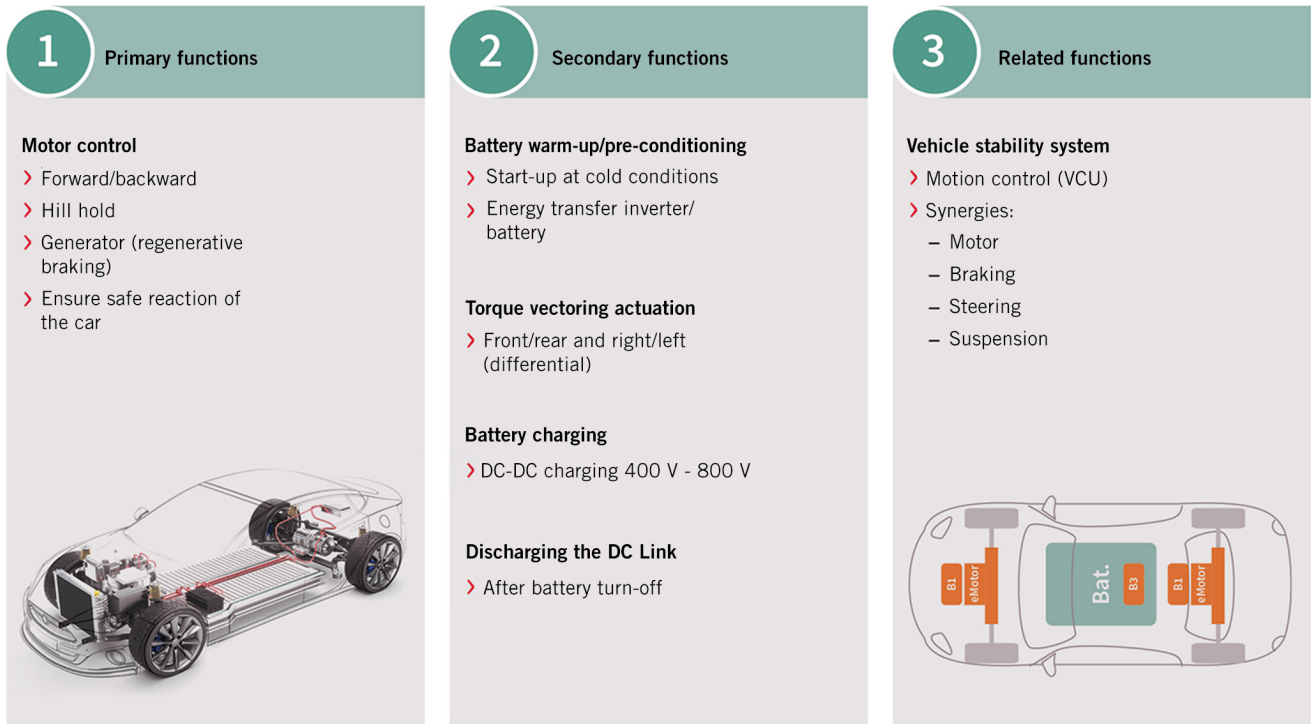 1
Primary functions
Motor control
Forward/backward
Hill hold
Generator (regenerative
braking)
Ensure safe reaction of
the car
2
Secondary functions
Battery warm-up/pre-conditioning
Start-up at cold conditions
Energy transfer inverter/
battery
Torque vectoring actuation
Front/rear and right/left
(differential)
Battery charging
DC-DC charging 400 V - 800 V
Discharging the DC Link
After battery turn-off
3
Related functions
Vehicle stability system
Motion control (VCU)
Synergies:
– Motor
– Braking
– Steering
– Suspension
B1
eMotor
Bat.
B3
B1
eMotor